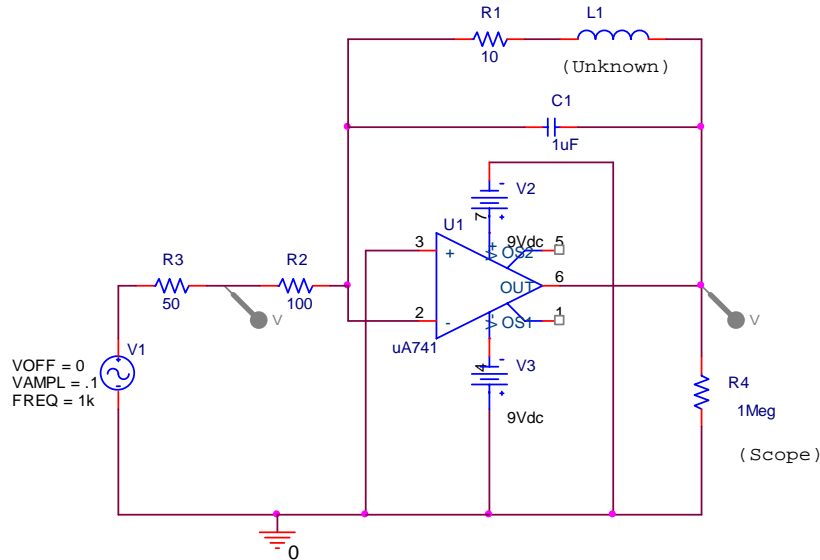 R1
L1
10
(Unknown)
C1
1uF
V2
U1
7
9Vdc
5
3
+
V+
OS2
R3
R2
OUT
6
50
100
V
V
2
-
V-
OS1
1
uA741
V1
VOFF = 0
VAMPL = .1
FREQ = 1k
4
V3
9Vdc
R4
1Meg
(Scope)
0